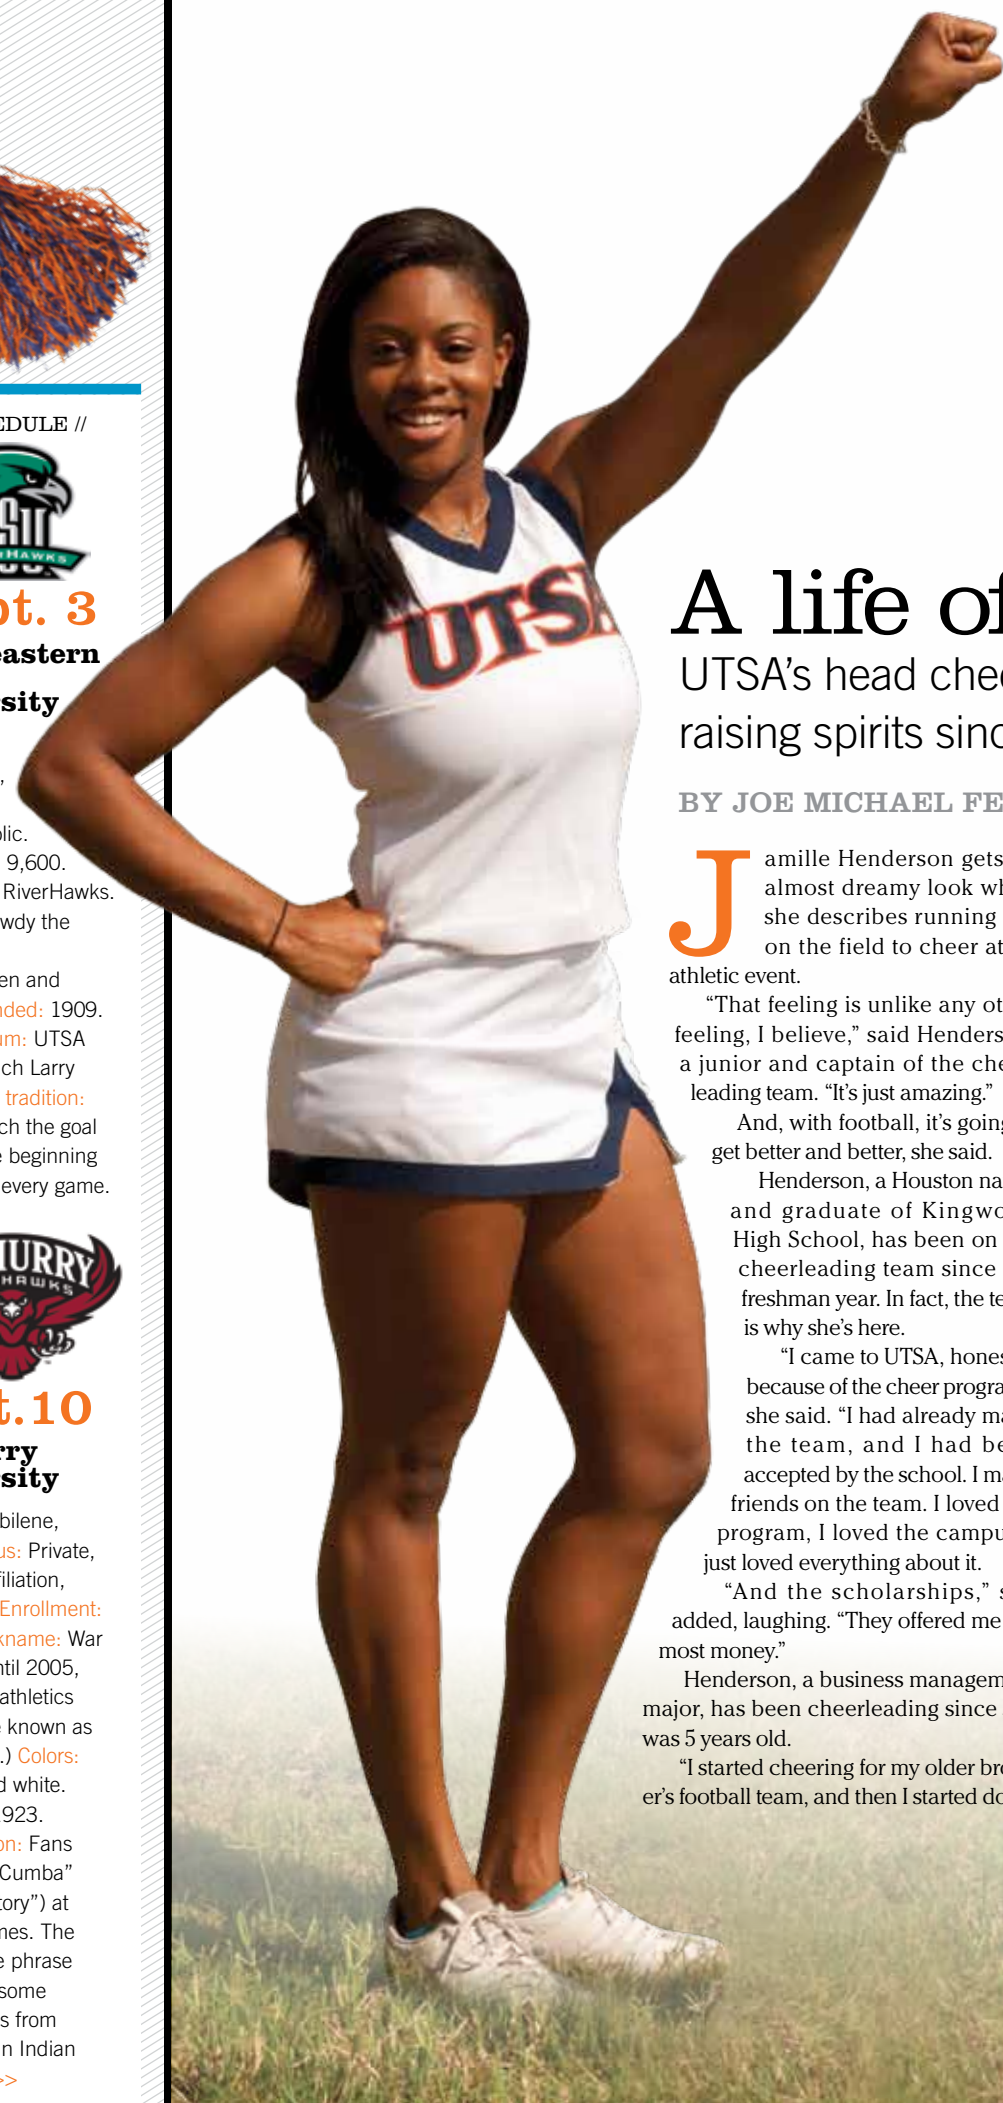 EDULE //
HAWKS
pt. 3
eastern
sity
,
lic.
9,600.
RiverHawks.
wdy the
en and
nded: 1909.
um: UTSA
ch Larry
tradition:
ch the goal
e beginning
every game.
MURRY
HAWKS
t.10
rry
sity
bilene,
us: Private,
filiation,
Enrollment:
kname: War
ntil 2005,
athletics
e known as
.) Colors:
d white.
1923.
on: Fans
Cumba”
tory”) at
mes. The
e phrase
some
s from
n Indian
>>
UTSA
A life of
UTSA’s head chee
raising spirits sinc
BY JOE MICHAEL FE
Jamille Henderson gets
almost dreamy look wh
she describes running
on the field to cheer at
athletic event.
“That feeling is unlike any ot
feeling, I believe,” said Henders
a junior and captain of the che
leading team. “It’s just amazing.”
And, with football, it’s going
get better and better, she said.
Henderson, a Houston na
and graduate of Kingwo
High School, has been on
cheerleading team since
freshman year. In fact, the te
is why she’s here.
“I came to UTSA, hones
because of the cheer progra
she said. “I had already ma
the team, and I had be
accepted by the school. I ma
friends on the team. I loved
program, I loved the campu
just loved everything about it.
“And the scholarships,” s
added, laughing. “They offered me
most money.”
Henderson, a business managem
major, has been cheerleading since
was 5 years old.
“I started cheering for my older bro
er’s football team, and then I started do